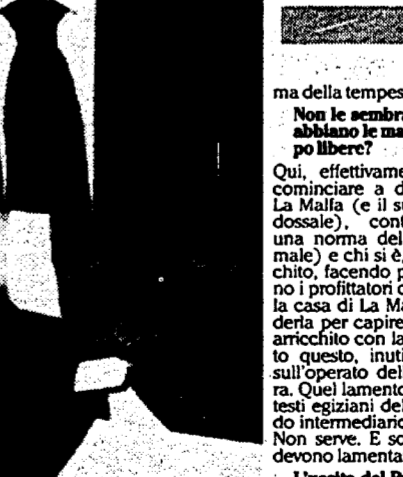 ma della tempes
Non le sembra
abbiano le ma
po libere?
Qui, effettivame
cominciare a d
La Malfa (e il su
dossale), cont
una norma del
male) e chi si è,
chito, facendo p
no i profittatori d
la casa di La Ma
derla per capire
arricchito con la
to questo, inuti
sull'operato del
ra. Quel lamento
testi egiziani del
do intermediario
Non serve. E so
devono lamenta